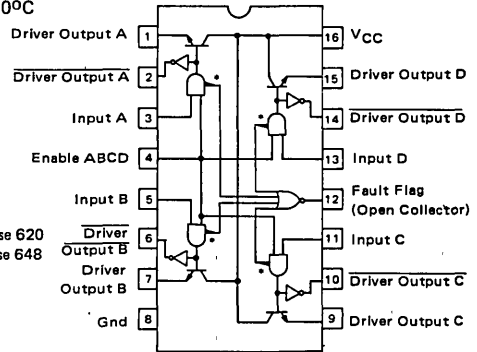 0°C
Driver Output A
1
16
VCC
Driver Output A
2
15
Driver Output D
14
Driver Output D
Input A
3
Enable ABCD
4
13
Input D
Input B
5
12
Fault Flag
(Open Collector)
se 620
Driver
Output B
6
11
Input C
se 648
Driver
Output B
7
10
Driver Output C
Gnd
8
9
Driver Output C
*
*
*
*